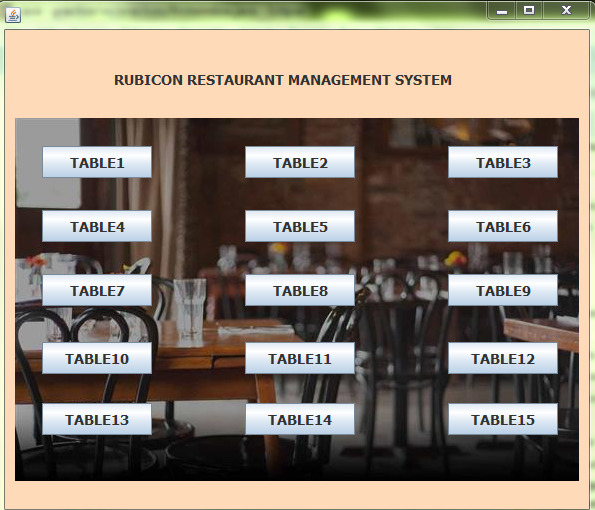 RUBICON RESTAURANT MANAGEMENT SYSTEM
TABLE1 TABLE2 TABLE3
TABLE4 TABLE5 TABLE6
TABLE7 TABLE8 TABLE9
TABLE10 TABLE11 TABLE12
TABLE13 TABLE14 TABLE15